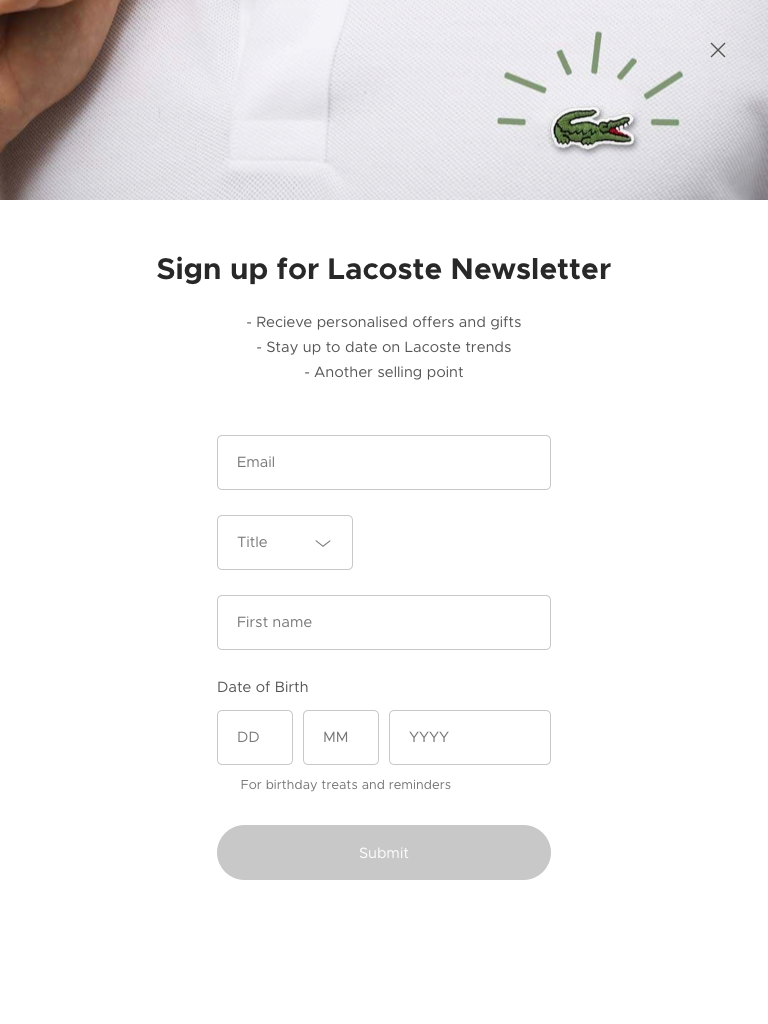 Sign up for Lacoste Newsletter
- Recieve personalised offers and gifts
- Stay up to date on Lacoste trends
- Another selling point
Email
Title
First name
Date of Birth
DD MM YYYY
For birthday treats and reminders
Submit